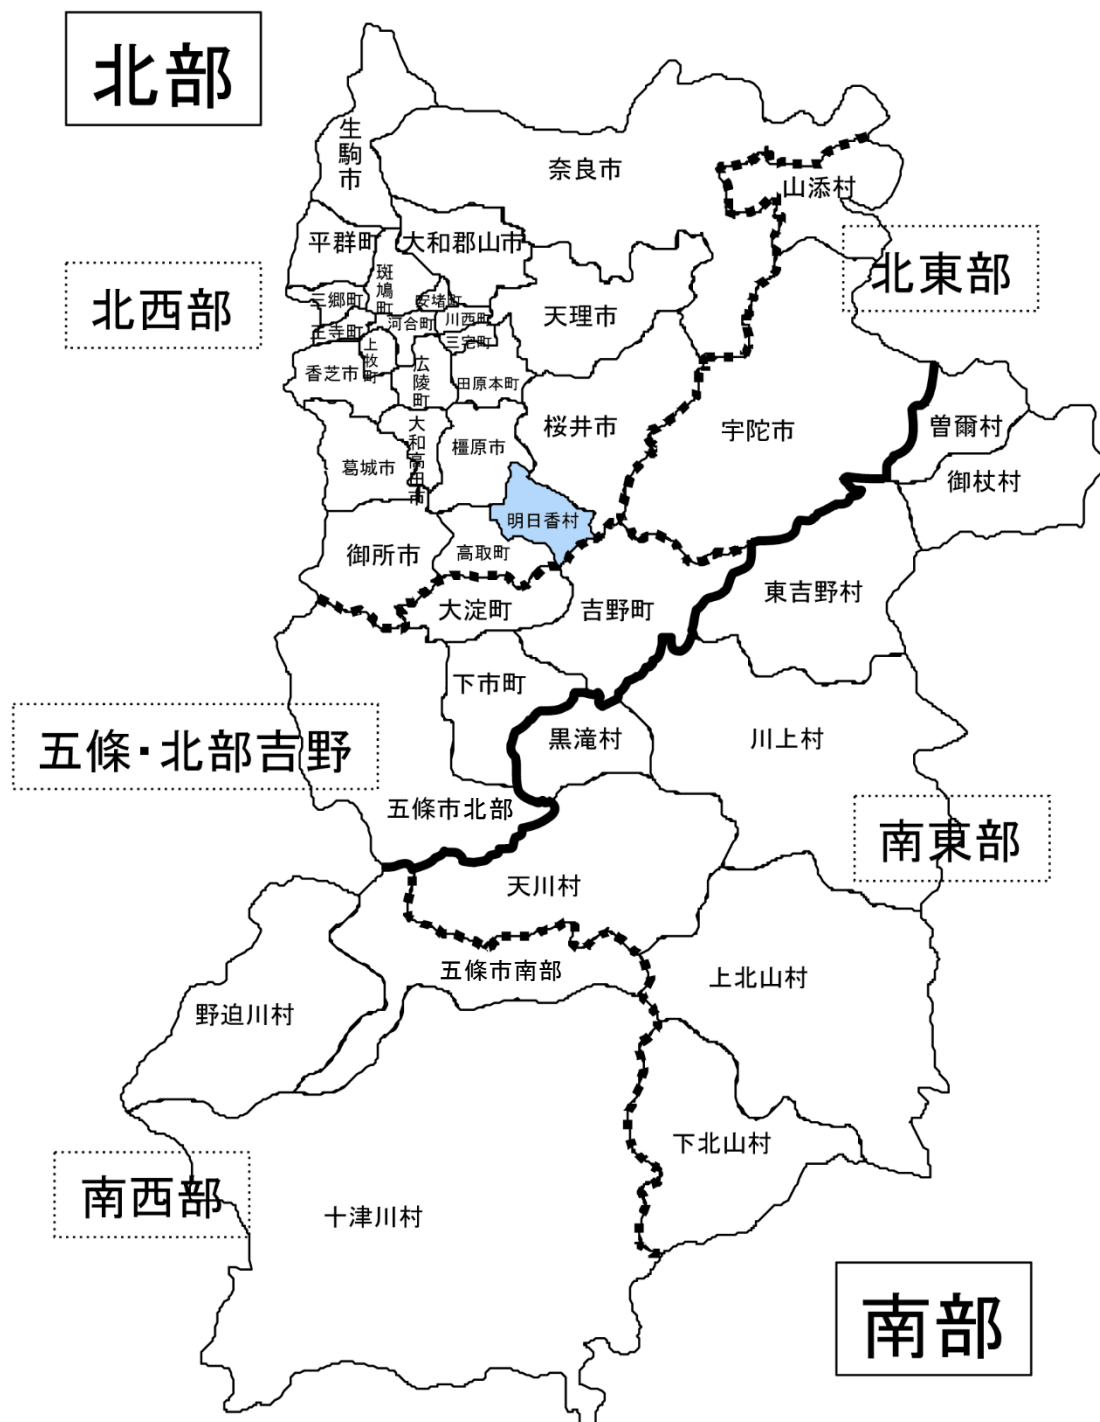 北部
生駒市
奈良市
山添村
平群町
大和郡山市
北東部
北西部
斑鳩町
三郷町
安堵町
川西町
天理市
王寺町
河合町
三宅町
上牧町
香芝市
広陵町
田原本町
桜井市
宇陀市
曽爾村
大和高田市
橿原市
葛城市
御杖村
明日香村
御所市
高取町
東吉野村
大淀町
吉野町
下市町
五條・北部吉野
黒滝村
川上村
五條市北部
南東部
天川村
五條市南部
上北山村
野迫川村
下北山村
南西部
十津川村
南部